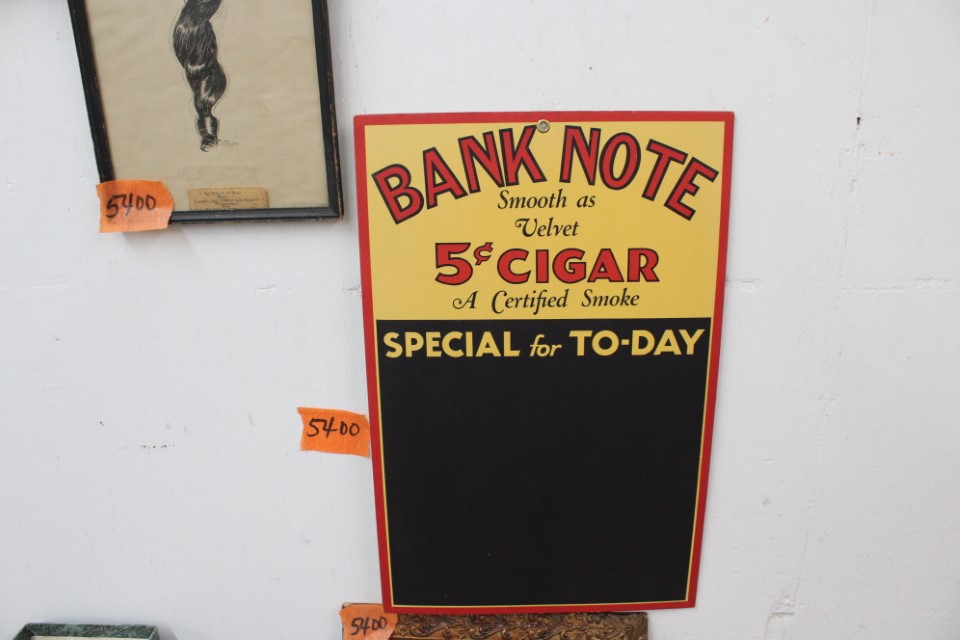 5400
BANK NOTE
Smooth as
Velvet
5¢ CIGAR
A Certified Smoke
SPECIAL for TO-DAY
5400
5400